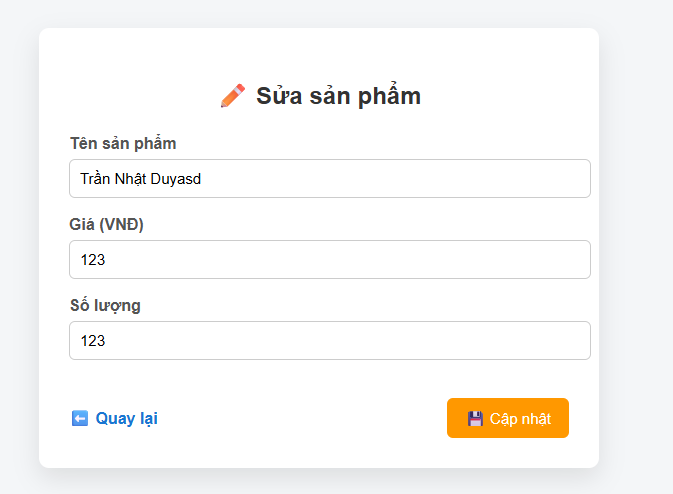 ✏️ Sửa sản phẩm
Tên sản phẩm
Trần Nhật Duyasd
Giá (VNĐ)
123
Số lượng
123
⬅️ Quay lại
💾 Cập nhật